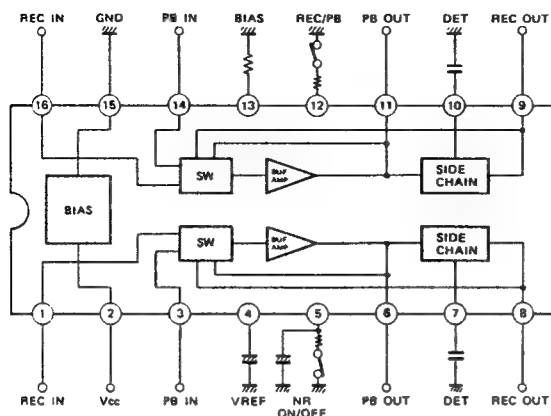 REC IN GND PB IN BIAS REC/PB PB OUT DET REC OUT
16 15 14 13 12 11 10 9
SW BUF AMP SIDE CHAIN
BIAS
SW BUF AMP SIDE CHAIN
1 2 3 4 5 6 7 8
REC IN Vcc PB IN VREF NR ON/OFF PB OUT DET REC OUT